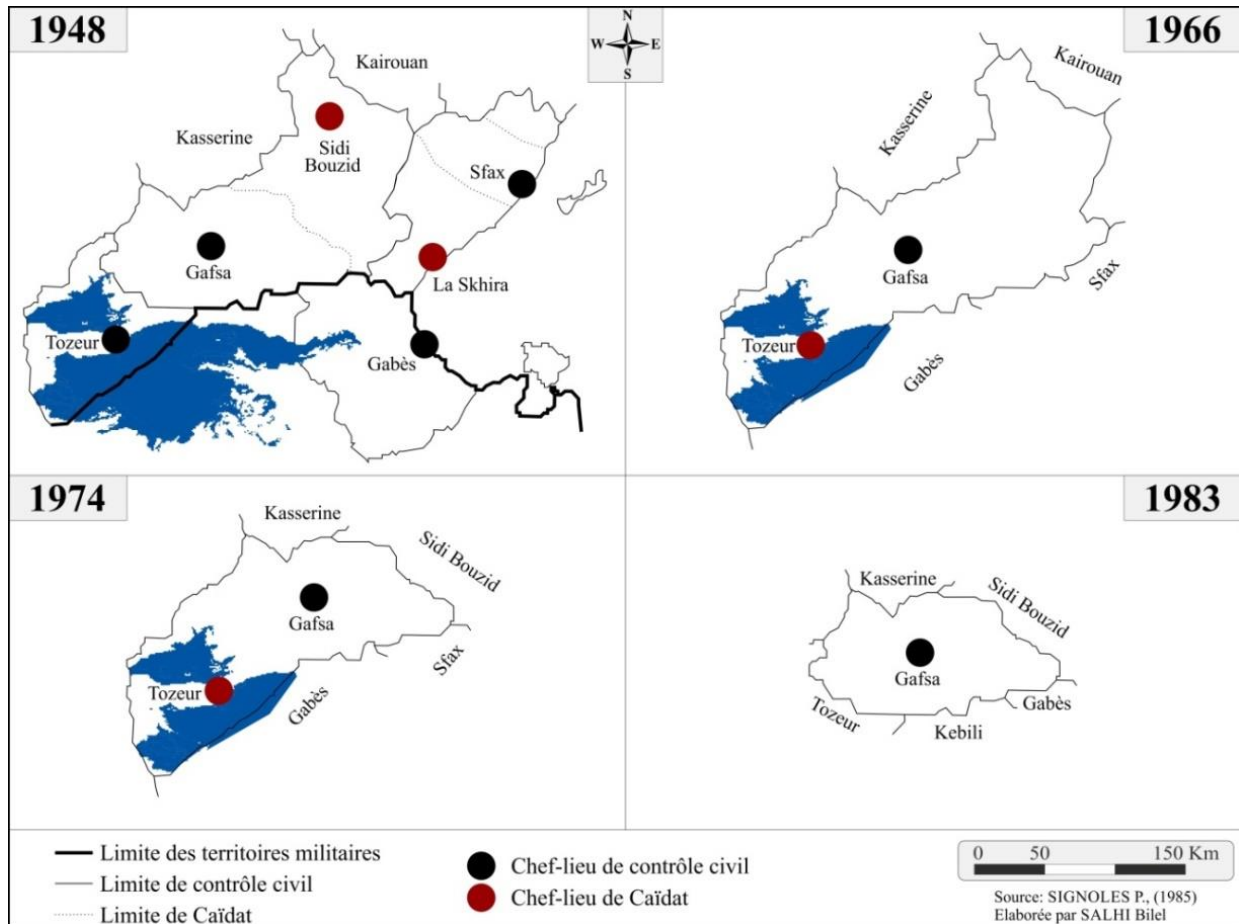 1948
N
W E
S
Kairouan
Kasserine
Sidi
Bouzid
Sfax
Gafsa
La Skhira
Tozeur
Gabès
1966
Kairouan
Kasserine
Gafsa
Sfax
Tozeur
Gabès
1974
Kasserine
Sidi Bouzid
Gafsa
Sfax
Tozeur
Gabès
1983
Kasserine
Sidi Bouzid
Gafsa
Gabès
Tozeur
Kebili
Limite des territoires militaires
Limite de contrôle civil
Limite de Caïdat
Chef-lieu de contrôle civil
Chef-lieu de Caïdat
0 50 150 Km
Source: SIGNOLES P., (1985)
Elaborée par SALHI Bilel